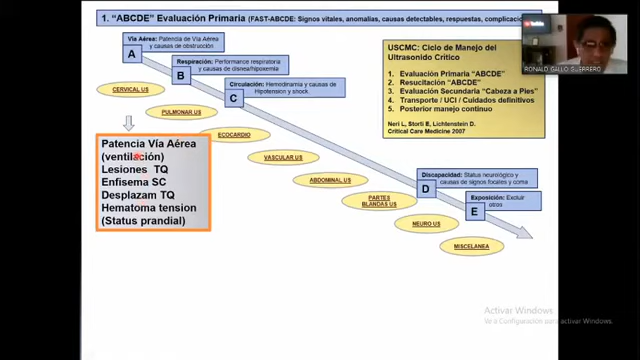 1. “ABCDE” Evaluación Primaria (FAST-ABCDE: Signos vitales, anomalías, causas detectables, respuestas, complicacio
Vía Aérea: Patencia de Vía Aérea
y causas de obstrucción
A
Respiración: Performance respiratoria
y causas de disnea/hipoxemia
B
Circulación: Hemodinamia y causas de
Hipotensión y shock.
C
CERVICAL US
PULMONAR US
ECOCARDIO
VASCULAR US
ABDOMINAL US
PARTES
BLANDAS US
NEURO US
MISCELANEA
Patencia Vía Aérea
(ventilación)
Lesiones TQ
Enfisema SC
Desplazam TQ
Hematoma tension
(Status prandial)
USCMC: Ciclo de Manejo del
Ultrasonido Crítico
1. Evaluación Primaria “ABCDE”
2. Resucitación “ABCDE”
3. Evaluación Secundaria “Cabeza a Pies”
4. Transporte / UCI / Cuidados definitivos
5. Posterior manejo continuo
Neri L, Storti E, Lichtenstein D.
Critical Care Medicine 2007
Discapacidad: Status neurológico y
causas de signos focales y coma
D
Exposición: Excluir
otros
E
RONALD GALLO GUERRERO
Activar Windows
Ve a Configuración para activar Windows.